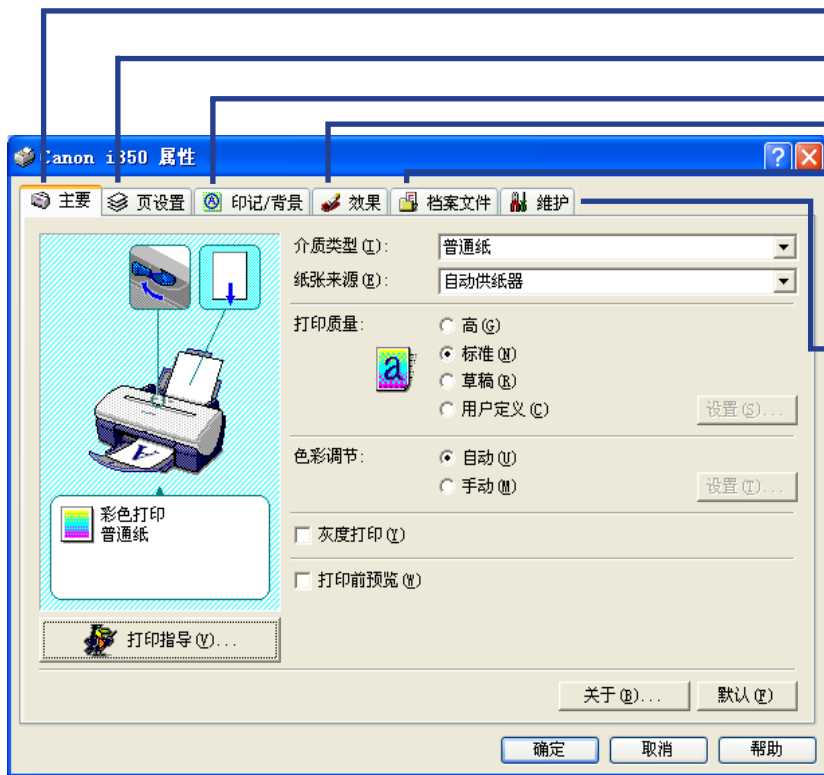 Canon i350 属性
主要 页设置 印记/背景 效果 档案文件 维护
介质类型(I): 普通纸
纸张来源(E): 自动供纸器
打印质量: 高(G)
标准(N)
a
草稿(R)
用户定义(C) 设置(S)...
色彩调节: 自动(U)
手动(M) 设置(T)...
A
彩色打印
普通纸
灰度打印(Y)
打印前预览(W)
打印指导(V)...
关于(B)... 默认(F)
确定 取消 帮助